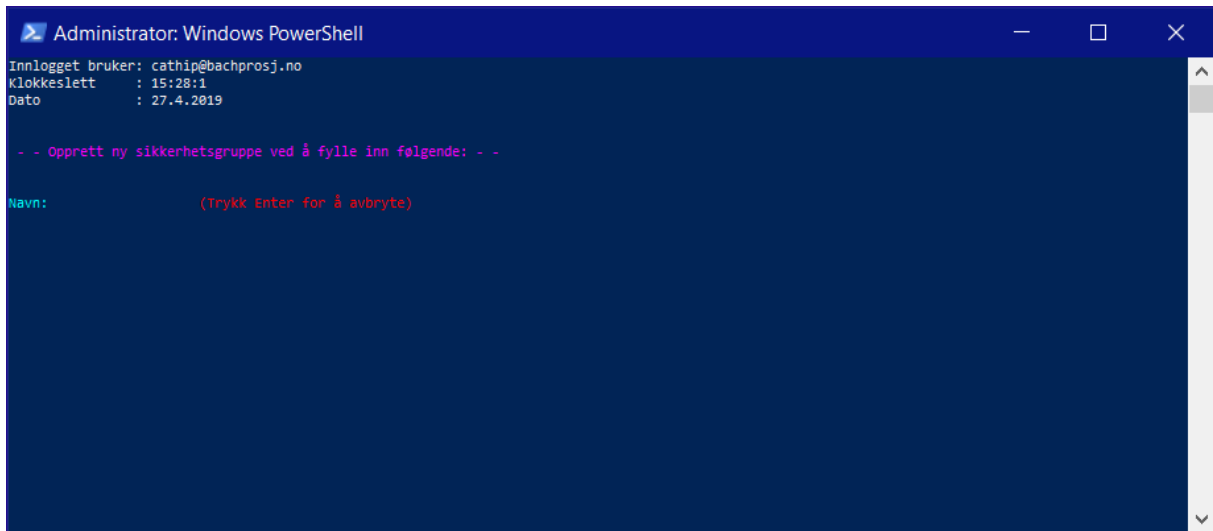 Administrator: Windows PowerShell
Innlogget bruker: cathip@bachprosj.no
Klokkeslett : 15:28:1
Dato : 27.4.2019
- - Opprett ny sikkerhetsgruppe ved å fylle inn følgende: - -
Navn: (Trykk Enter for å avbryte)